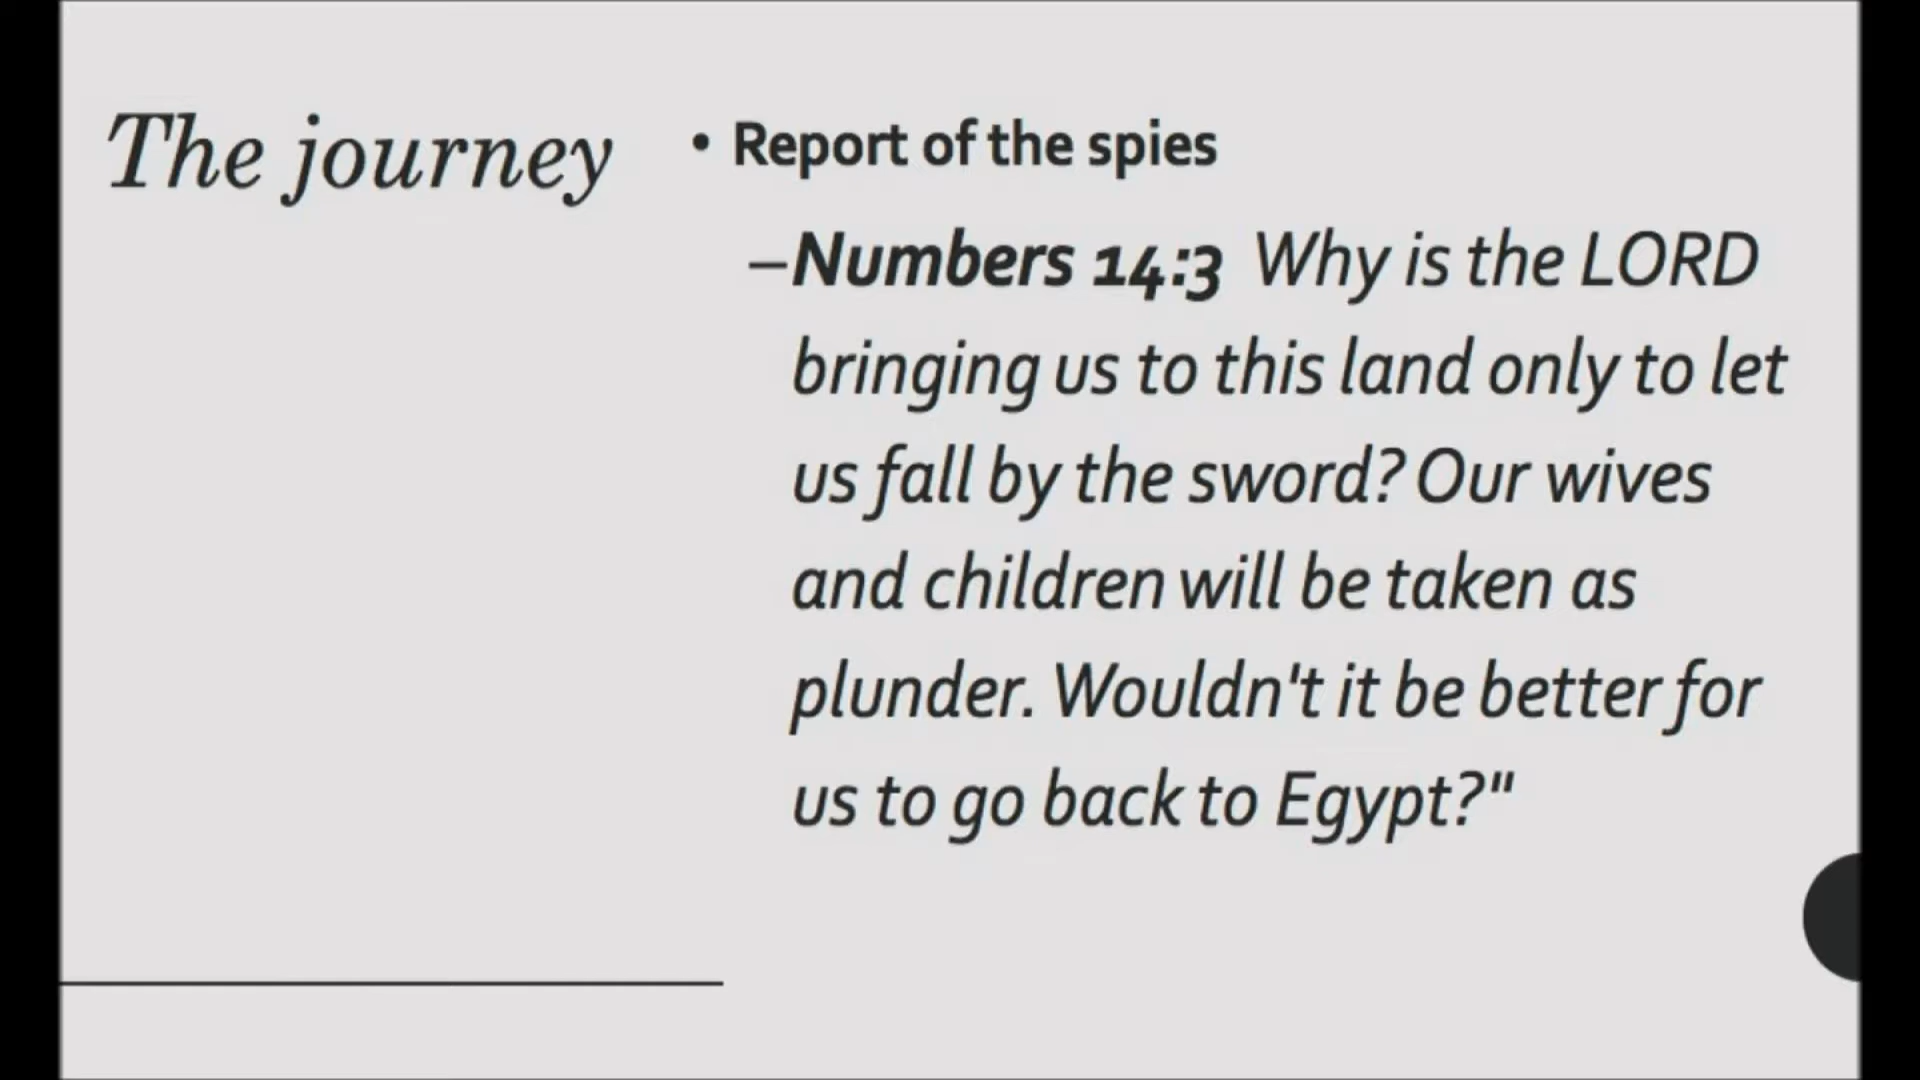 The journey
• Report of the spies
–Numbers 14:3 Why is the LORD
bringing us to this land only to let
us fall by the sword? Our wives
and children will be taken as
plunder. Wouldn't it be better for
us to go back to Egypt?"